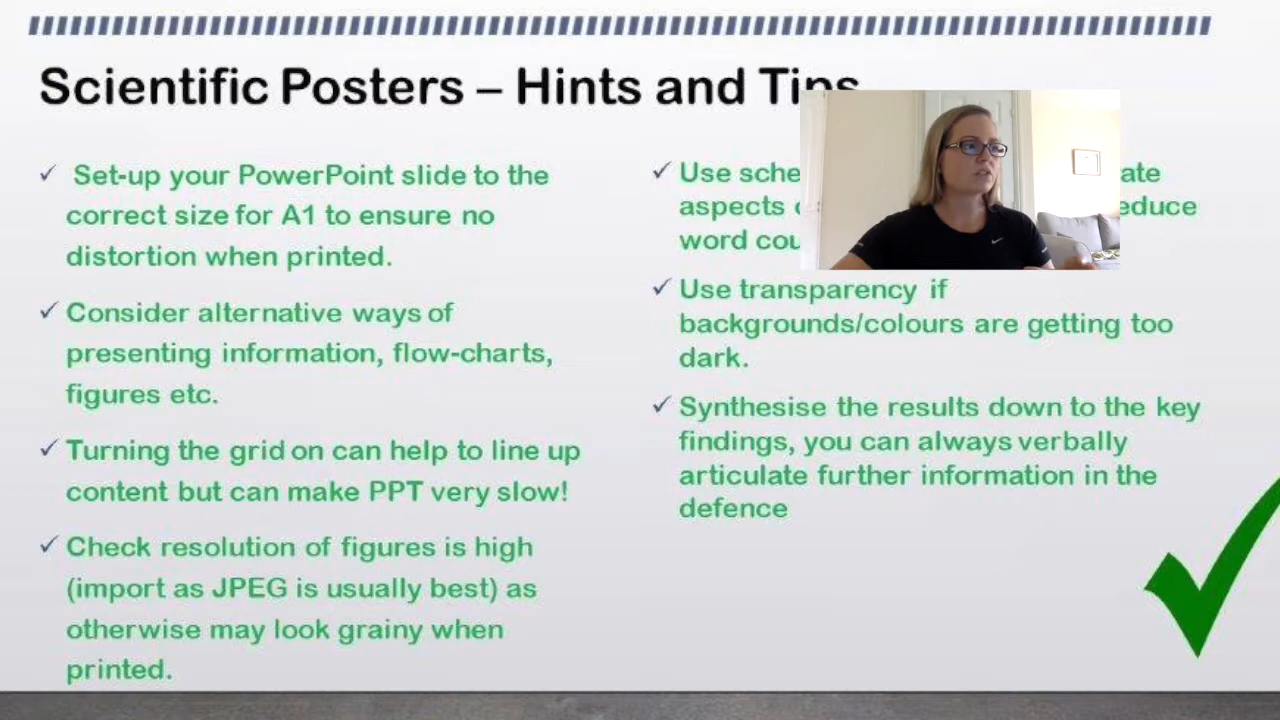 Scientific Posters – Hints and Tips
Set-up your PowerPoint slide to the
correct size for A1 to ensure no
distortion when printed.
Consider alternative ways of
presenting information, flow-charts,
figures etc.
Turning the grid on can help to line up
content but can make PPT very slow!
Check resolution of figures is high
(import as JPEG is usually best) as
otherwise may look grainy when
printed.
Use
aspects
word
Use transparency if
backgrounds/colours are getting too
dark.
Synthesise the results down to the key
findings, you can always verbally
articulate further information in the
defence